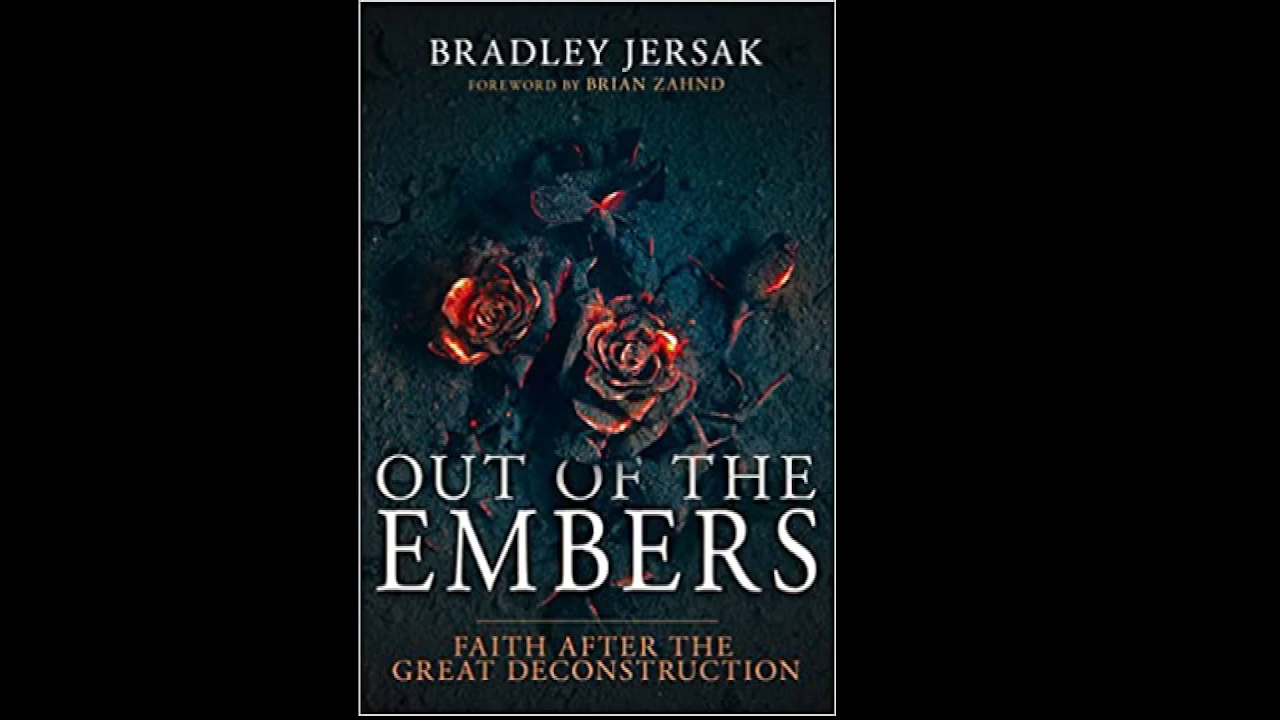 BRADLEY JERSAK
FOREWORD BY BRIAN ZAHND
OUT OF THE
EMBERS
FAITH AFTER THE
GREAT DECONSTRUCTION